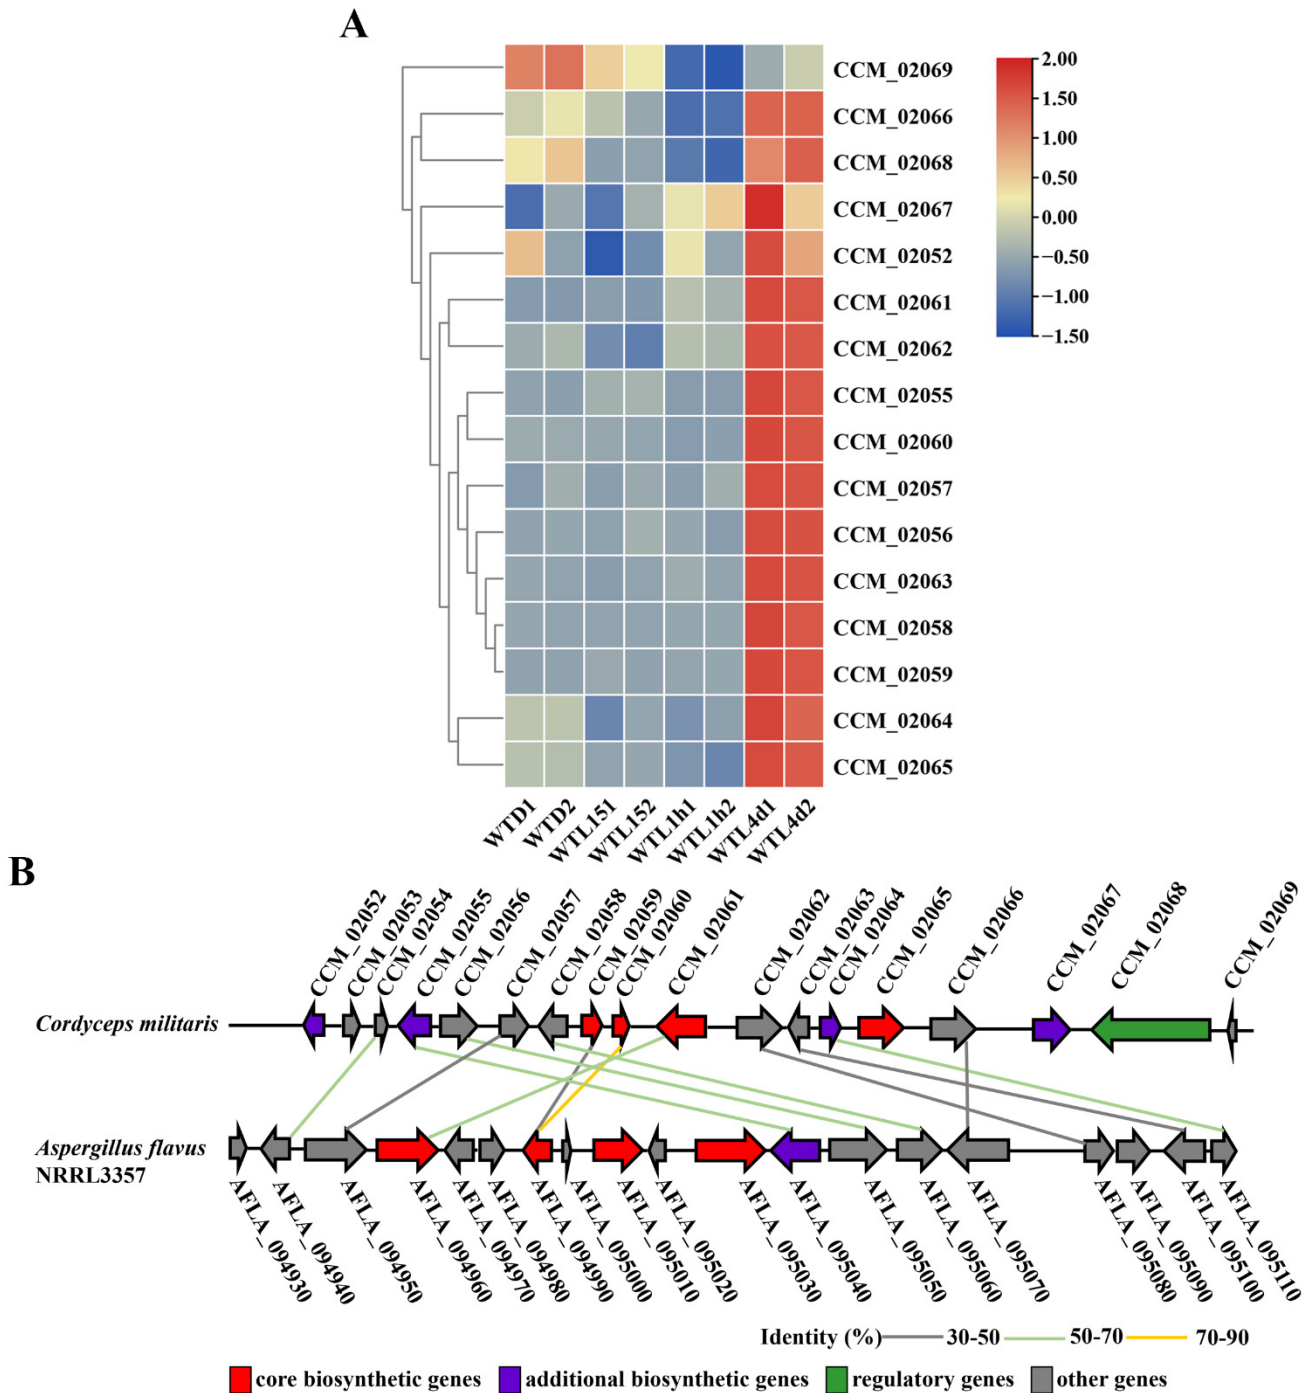 A
2.00
1.50
1.00
0.50
0.00
−0.50
−1.00
−1.50
CCM_02069
CCM_02066
CCM_02068
CCM_02067
CCM_02052
CCM_02061
CCM_02062
CCM_02055
CCM_02060
CCM_02057
CCM_02056
CCM_02063
CCM_02058
CCM_02059
CCM_02064
CCM_02065
WTD1
WTD2
WTL151
WTL152
WTL1h1
WTL1h2
WTL4d1
WTL4d2
B
CCM_02052
CCM_02053
CCM_02054
CCM_02055
CCM_02056
CCM_02057
CCM_02058
CCM_02059
CCM_02060
CCM_02061
CCM_02062
CCM_02063
CCM_02064
CCM_02065
CCM_02066
CCM_02067
CCM_02068
CCM_02069
Cordyceps militaris
Aspergillus flavus
NRRL3357
AFLA_094930
AFLA_094940
AFLA_094950
AFLA_094960
AFLA_094970
AFLA_094980
AFLA_094990
AFLA_095000
AFLA_095010
AFLA_095020
AFLA_095030
AFLA_095040
AFLA_095050
AFLA_095060
AFLA_095070
AFLA_095080
AFLA_095090
AFLA_095100
AFLA_095110
Identity (%) 30-50 50-70 70-90
core biosynthetic genes additional biosynthetic genes regulatory genes other genes